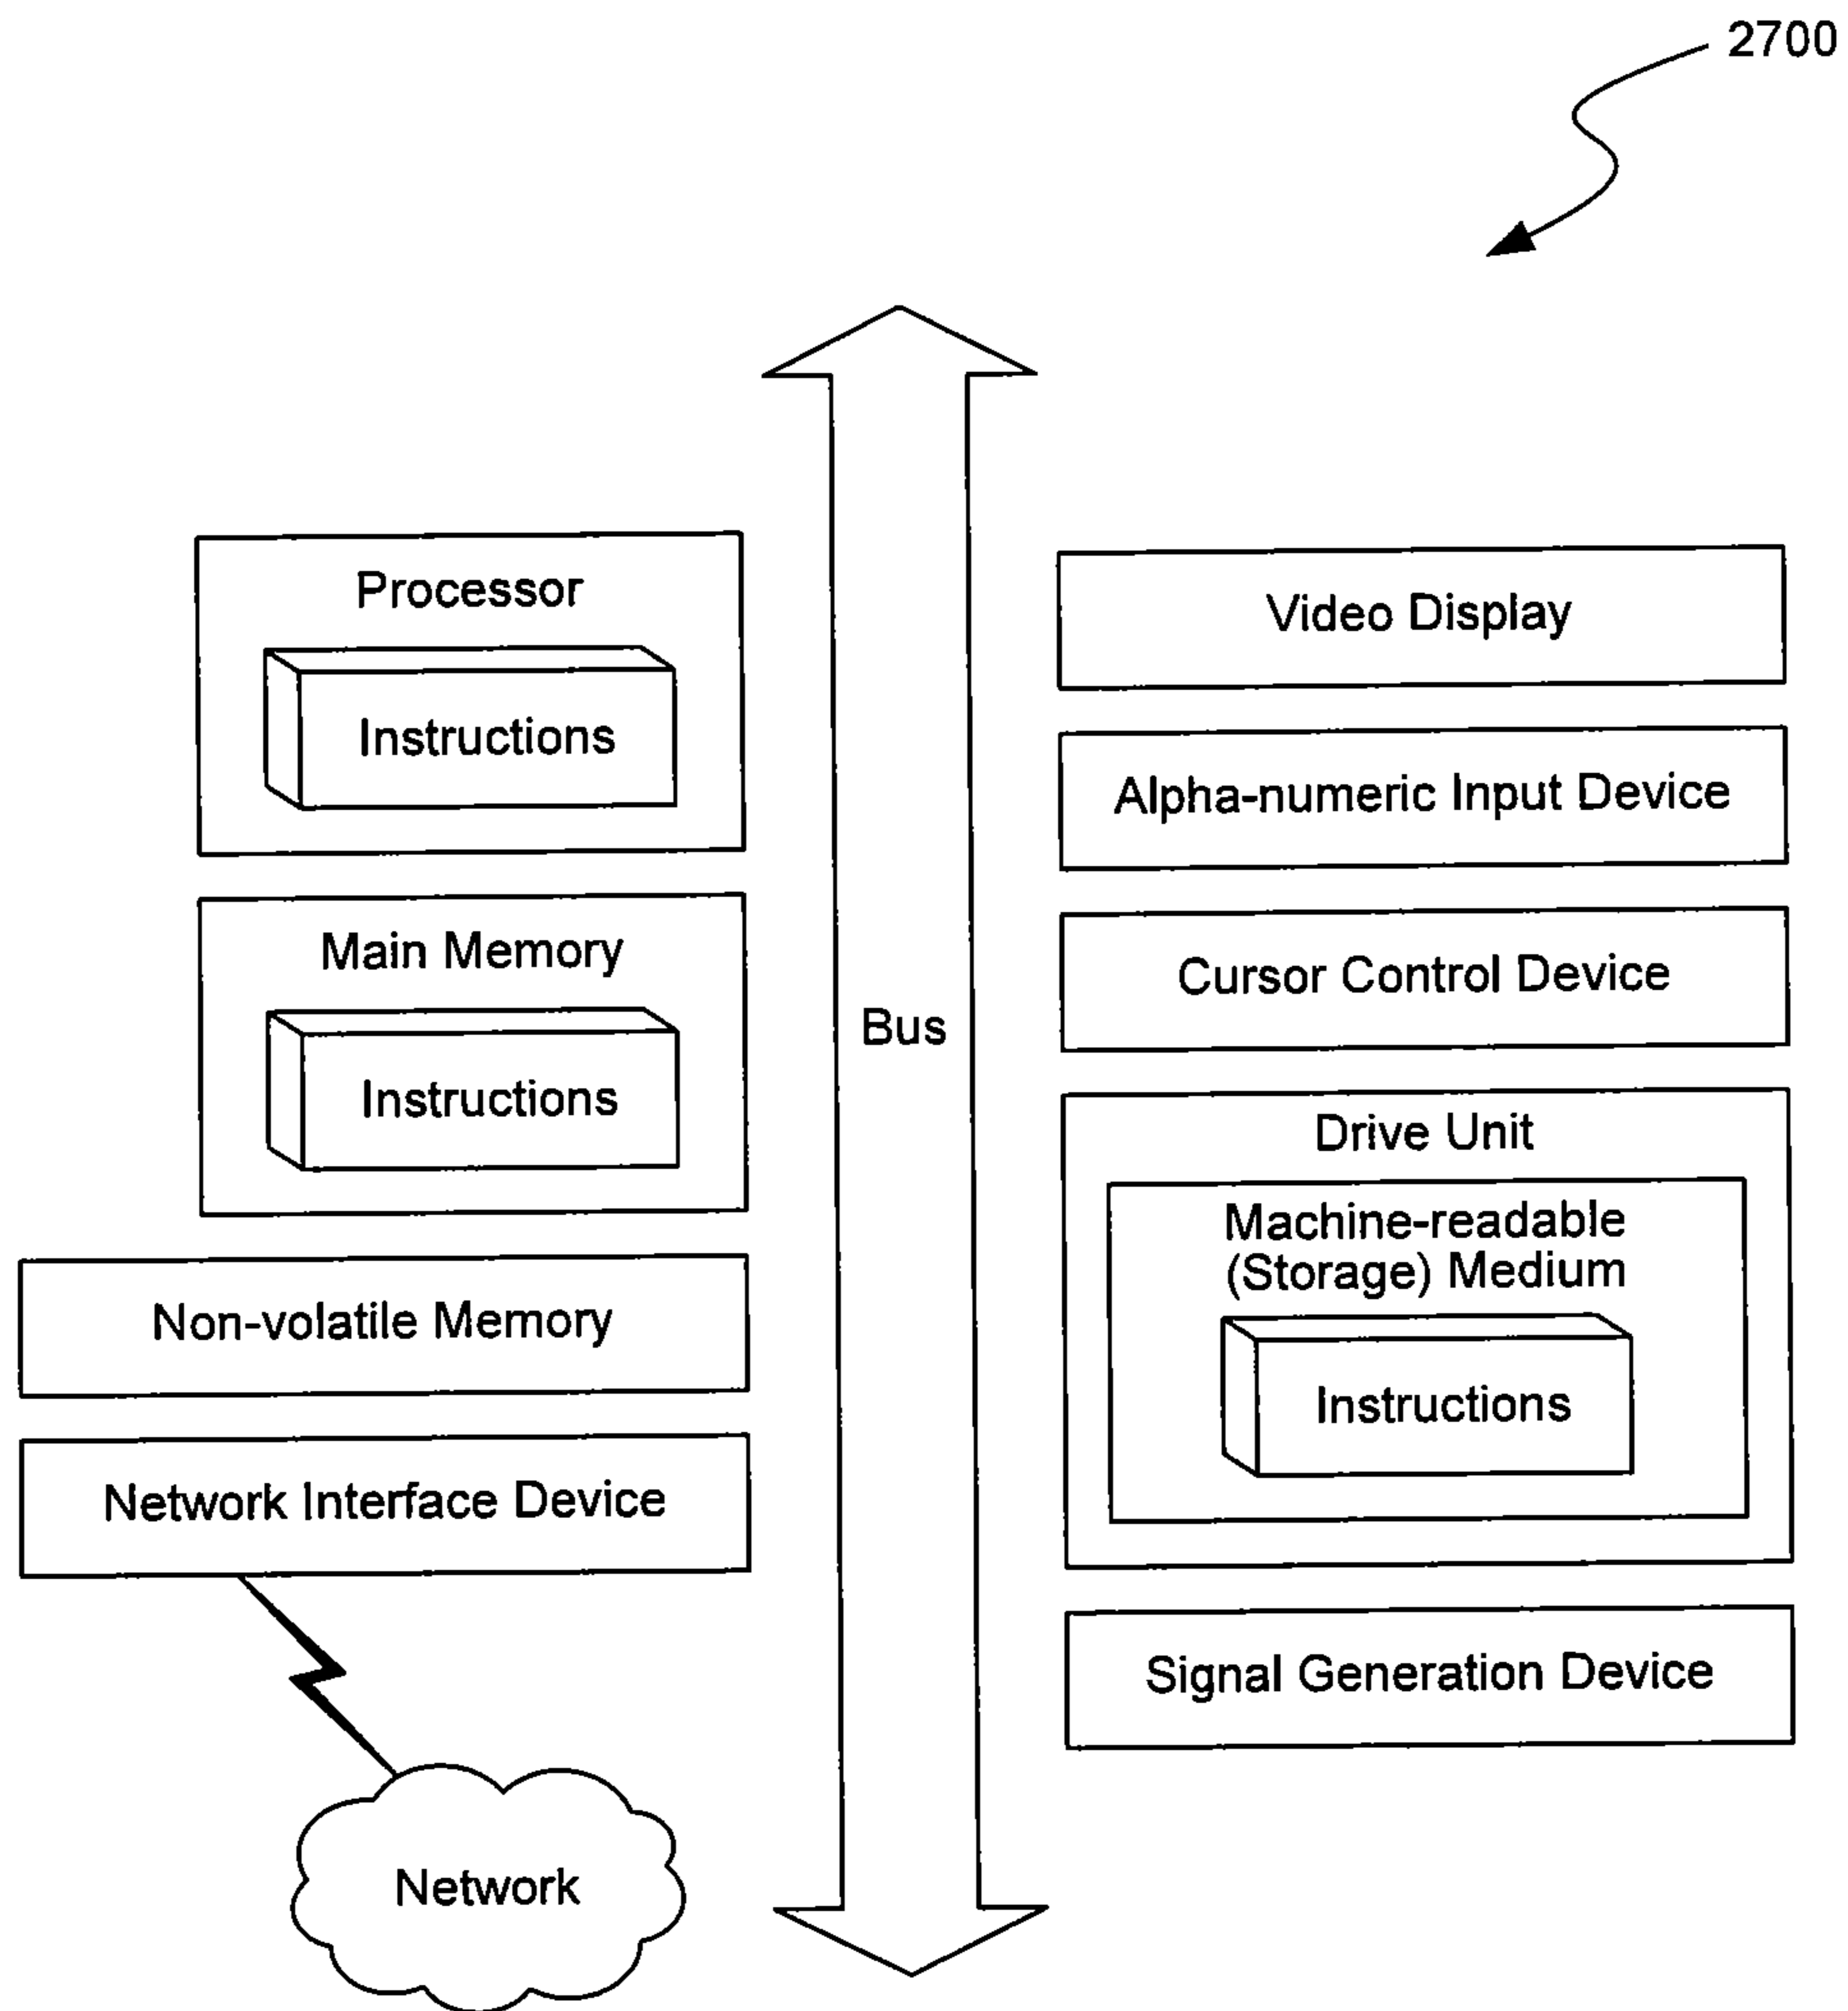 2700
Processor
Instructions
Main Memory
Instructions
Non-volatile Memory
Network Interface Device
Network
Bus
Video Display
Alpha-numeric Input Device
Cursor Control Device
Drive Unit
Machine-readable
(Storage) Medium
Instructions
Signal Generation Device